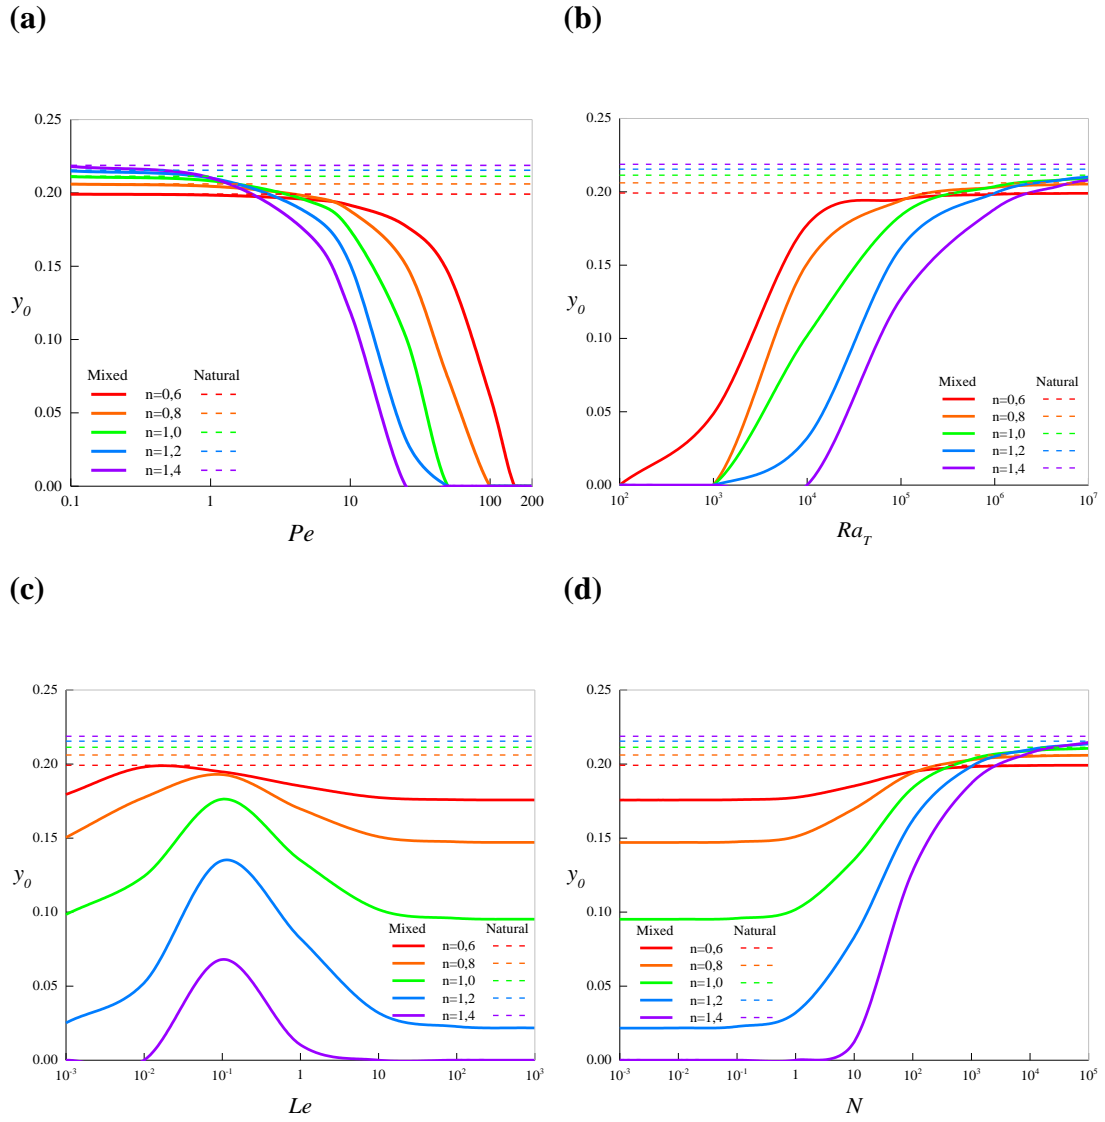 (a)
0.25
0.20
0.15
y0
0.10
0.05
0.00
Mixed Natural
n=0,6
n=0,8
n=1,0
n=1,2
n=1,4
0.1 1 10 100 200
Pe
(b)
0.25
0.20
0.15
y0
0.10
0.05
0.00
Mixed Natural
n=0,6
n=0,8
n=1,0
n=1,2
n=1,4
10² 10³ 10⁴ 10⁵ 10⁶ 10⁷
Ra_T
(c)
0.25
0.20
0.15
y0
0.10
0.05
0.00
Mixed Natural
n=0,6
n=0,8
n=1,0
n=1,2
n=1,4
10⁻³ 10⁻² 10⁻¹ 1 10 10² 10³
Le
(d)
0.25
0.20
0.15
y0
0.10
0.05
0.00
Mixed Natural
n=0,6
n=0,8
n=1,0
n=1,2
n=1,4
10⁻³ 10⁻² 10⁻¹ 1 10 10² 10³ 10⁴ 10⁵
N